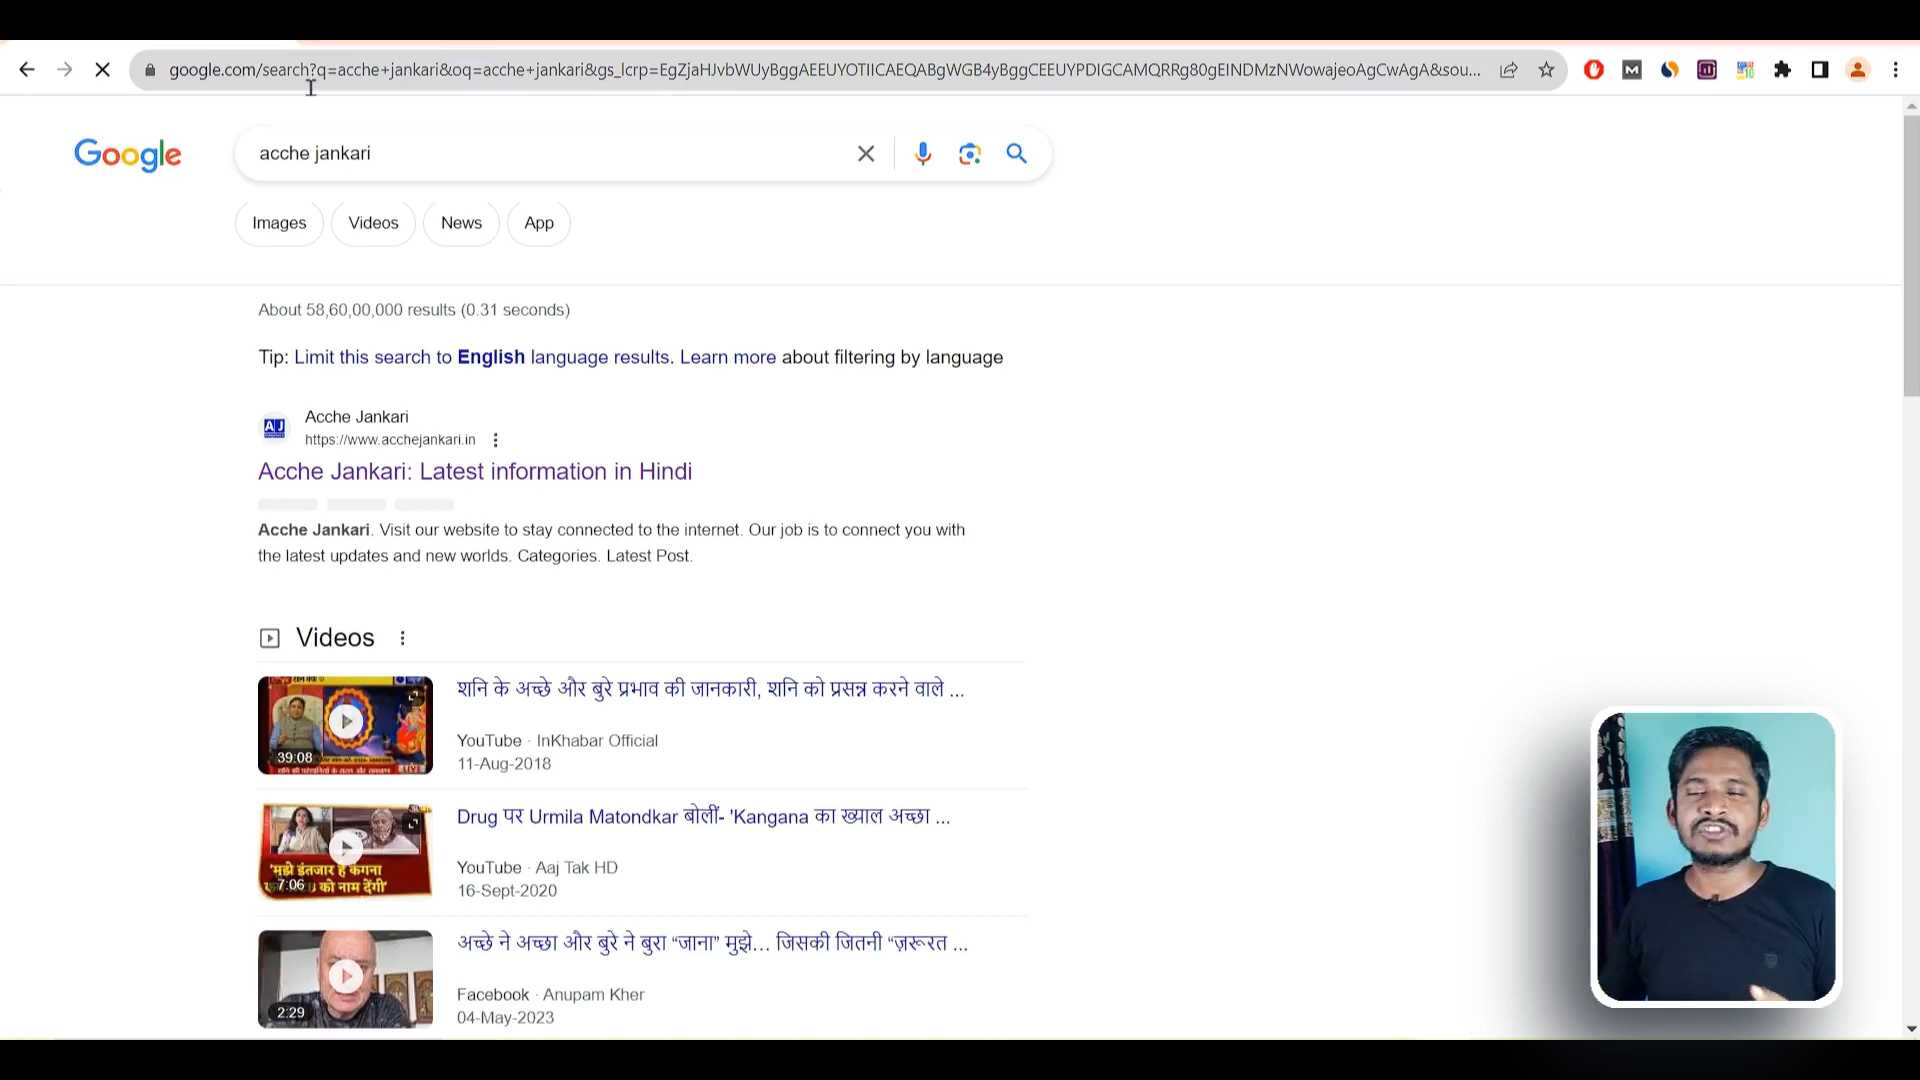 google.com/search?q=acche+jankari&oq=acche+jankari&gs_lcrp=EgZjaHJvbWUyBggAEEUYOTIICAEQABgWGB4yBggCEEUYPDIGCAMQRRg80gEINDMzNWowajeoAgCwAgA&sou...
Google
acche jankari
Images
Videos
News
App
About 58,60,00,000 results (0.31 seconds)
Tip: Limit this search to English language results. Learn more about filtering by language
AJ
Acche Jankari
https://www.acchejankari.in
Acche Jankari: Latest information in Hindi
Acche Jankari. Visit our website to stay connected to the internet. Our job is to connect you with
the latest updates and new worlds. Categories. Latest Post.
Videos
39:08
शनि के अच्छे और बुरे प्रभाव की जानकारी, शनि को प्रसन्न करने वाले ...
YouTube · InKhabar Official
11-Aug-2018
7:06
को नाम देंगी'
Drug पर Urmila Matondkar बोलीं- 'Kangana का ख्याल अच्छा ...
YouTube · Aaj Tak HD
16-Sept-2020
2:29
अच्छे ने अच्छा और बुरे ने बुरा “जाना” मुझे... जिसकी जितनी “ज़रूरत ...
Facebook · Anupam Kher
04-May-2023